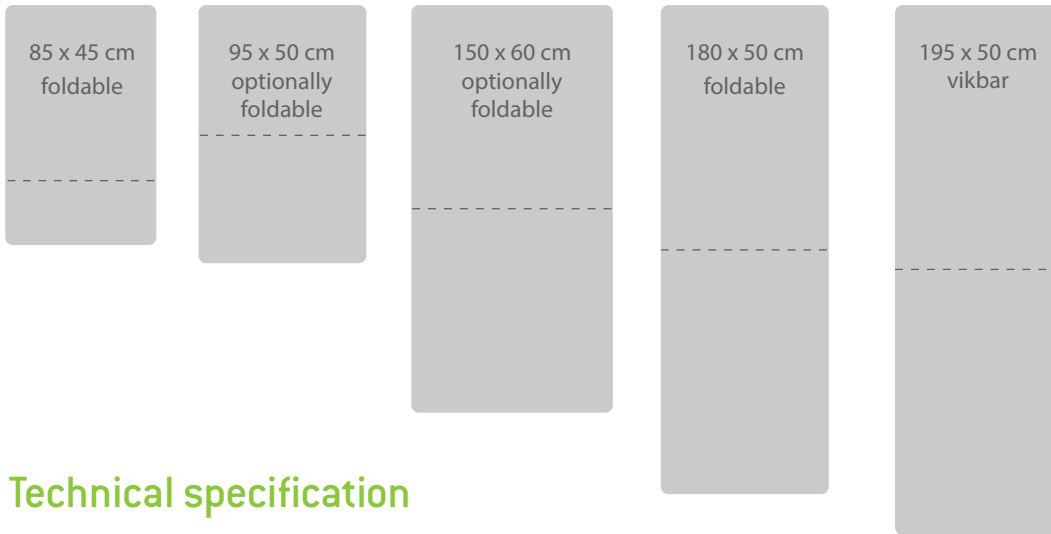 85 x 45 cm
foldable
95 x 50 cm
optionally
foldable
150 x 60 cm
optionally
foldable
180 x 50 cm
foldable
195 x 50 cm
vikbar
Technical specification